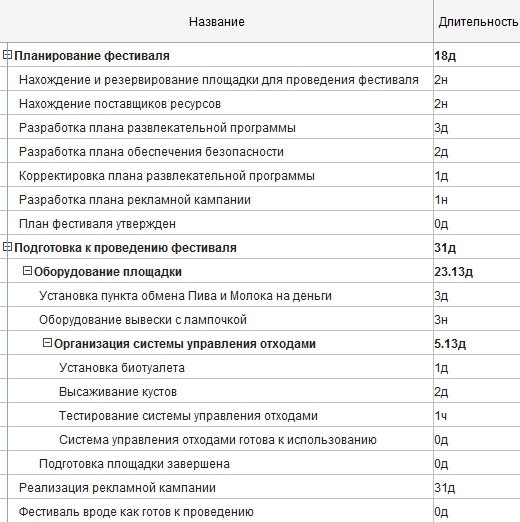 Название Длительность
Планирование фестиваля 18д
Нахождение и резервирование площадки для проведения фестиваля 2н
Нахождение поставщиков ресурсов 2н
Разработка плана развлекательной программы 3д
Разработка плана обеспечения безопасности 2д
Корректировка плана развлекательной программы 1д
Разработка плана рекламной кампании 1н
План фестиваля утвержден 0д
Подготовка к проведению фестиваля 31д
Оборудование площадки 23.13д
Установка пункта обмена Пива и Молока на деньги 3д
Оборудование вывески с лампочкой 3н
Организация системы управления отходами 5.13д
Установка биотуалета 1д
Высаживание кустов 2д
Тестирование системы управления отходами 1ч
Система управления отходами готова к использованию 0д
Подготовка площадки завершена 0д
Реализация рекламной кампании 31д
Фестиваль вроде как готов к проведению 0д